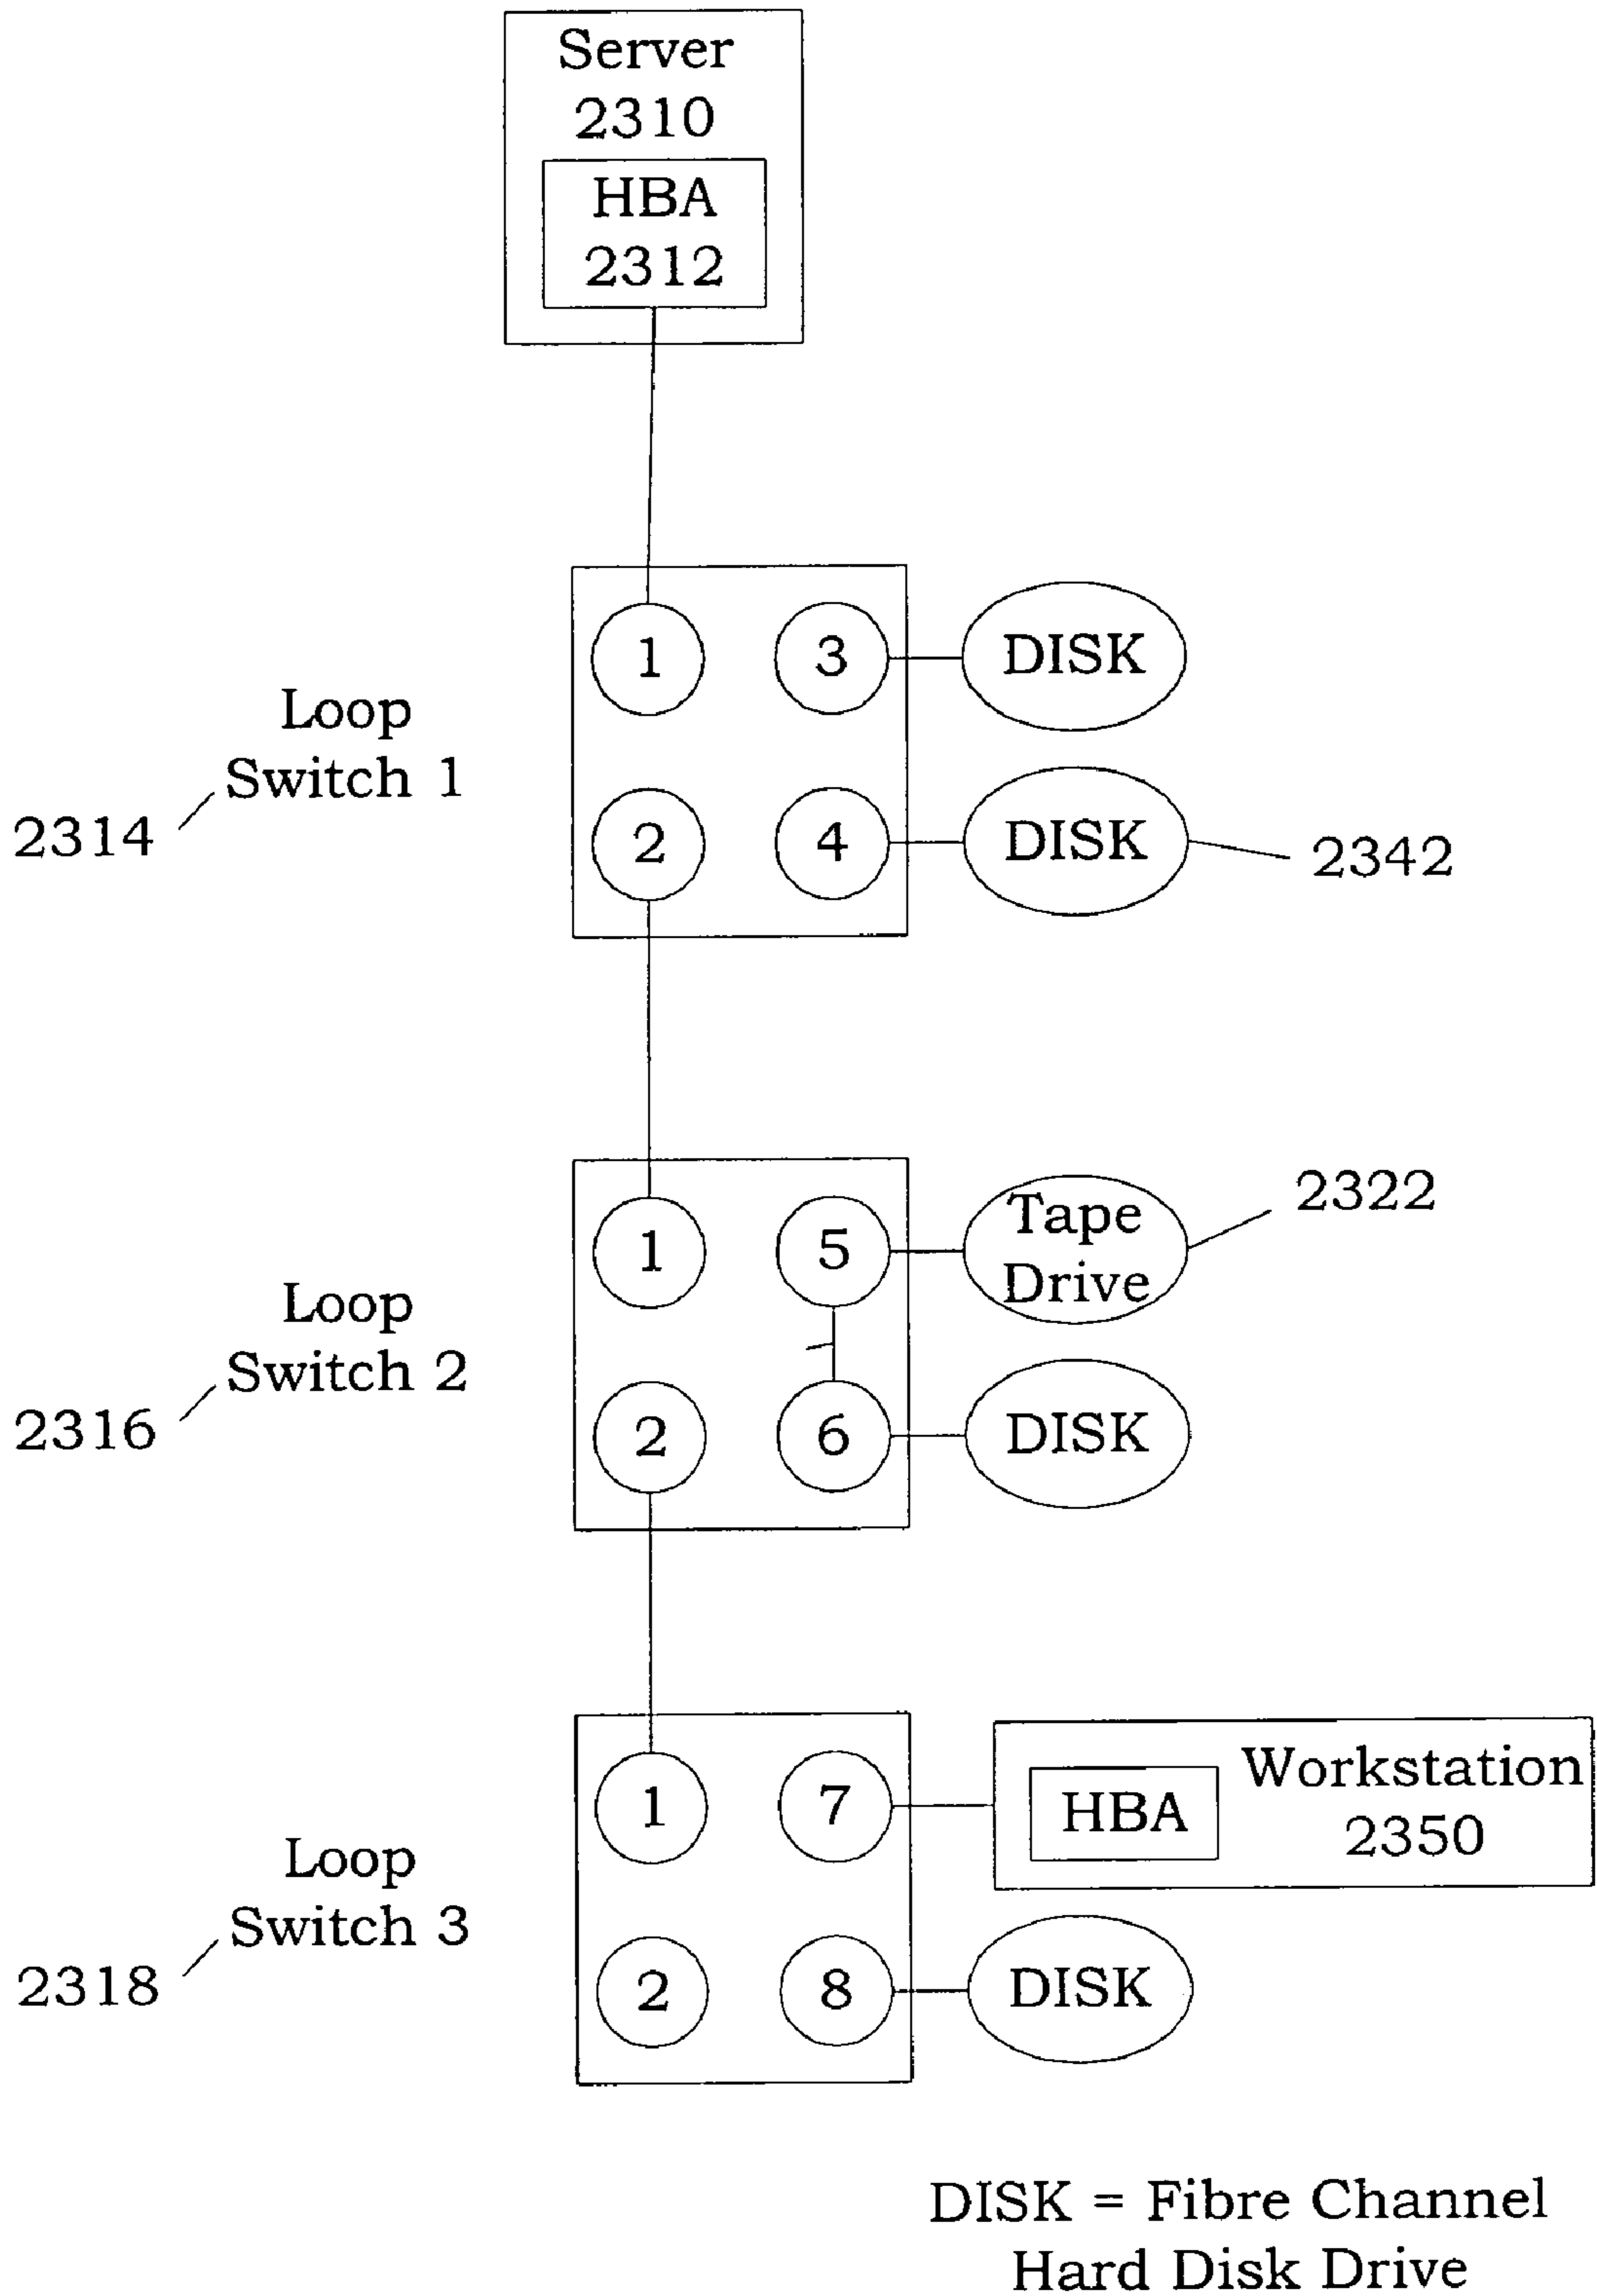 Server
2310
HBA
2312
1
3
DISK
Loop
Switch 1
2314
2
4
DISK
2342
1
5
Tape
Drive
2322
Loop
Switch 2
2316
2
6
DISK
1
7
HBA
Workstation
2350
Loop
Switch 3
2318
2
8
DISK
DISK = Fibre Channel
Hard Disk Drive